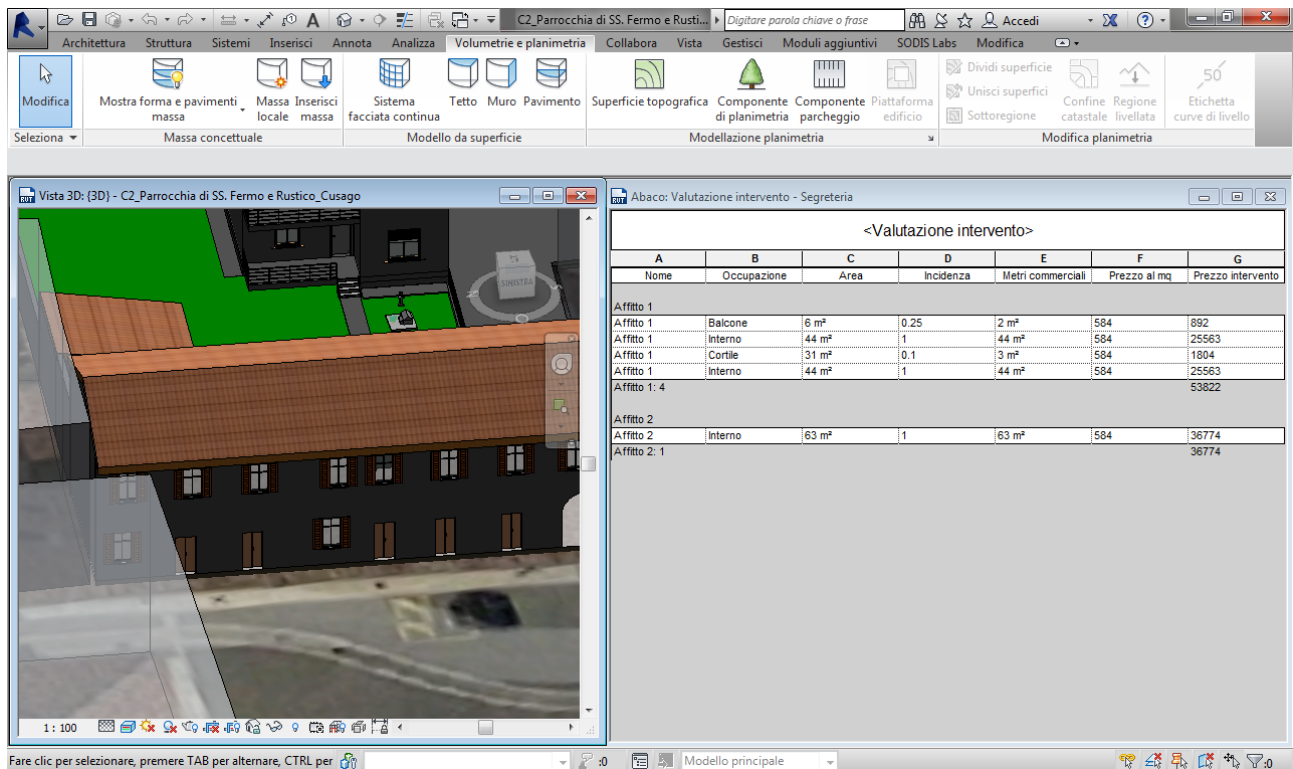 C2_Parrocchia di SS. Fermo e Rusti...
Digitare parola chiave o frase
Accedi
Architettura Struttura Sistemi Inserisci Annota Analizza Volumetrie e planimetria Collabora Vista Gestisci Moduli aggiuntivi SODIS Labs Modifica
Modifica
Mostra forma e pavimenti massa
Massa locale
Inserisci massa
Sistema facciata continua
Tetto Muro Pavimento
Superficie topografica
Componente di planimetria
Componente parcheggio
Piattaforma edificio
Dividi superficie
Unisci superfici
Sottoregione
Confine catastale
Regione livellata
50
Etichetta curve di livello
Seleziona
Massa concettuale
Modello da superficie
Modellazione planimetria
Modifica planimetria
Vista 3D: {3D} - C2_Parrocchia di SS. Fermo e Rustico_Cusago
SINISTRA
1 : 100
Abaco: Valutazione intervento - Segreteria
<Valutazione intervento>
A B C D E F G
Nome Occupazione Area Incidenza Metri commerciali Prezzo al mq Prezzo intervento
Affitto 1
Affitto 1 Balcone 6 m² 0.25 2 m² 584 892
Affitto 1 Interno 44 m² 1 44 m² 584 25563
Affitto 1 Cortile 31 m² 0.1 3 m² 584 1804
Affitto 1 Interno 44 m² 1 44 m² 584 25563
Affitto 1: 4 53822
Affitto 2
Affitto 2 Interno 63 m² 1 63 m² 584 36774
Affitto 2: 1 36774
Fare clic per selezionare, premere TAB per alternare, CTRL per
:0
Modello principale
:0